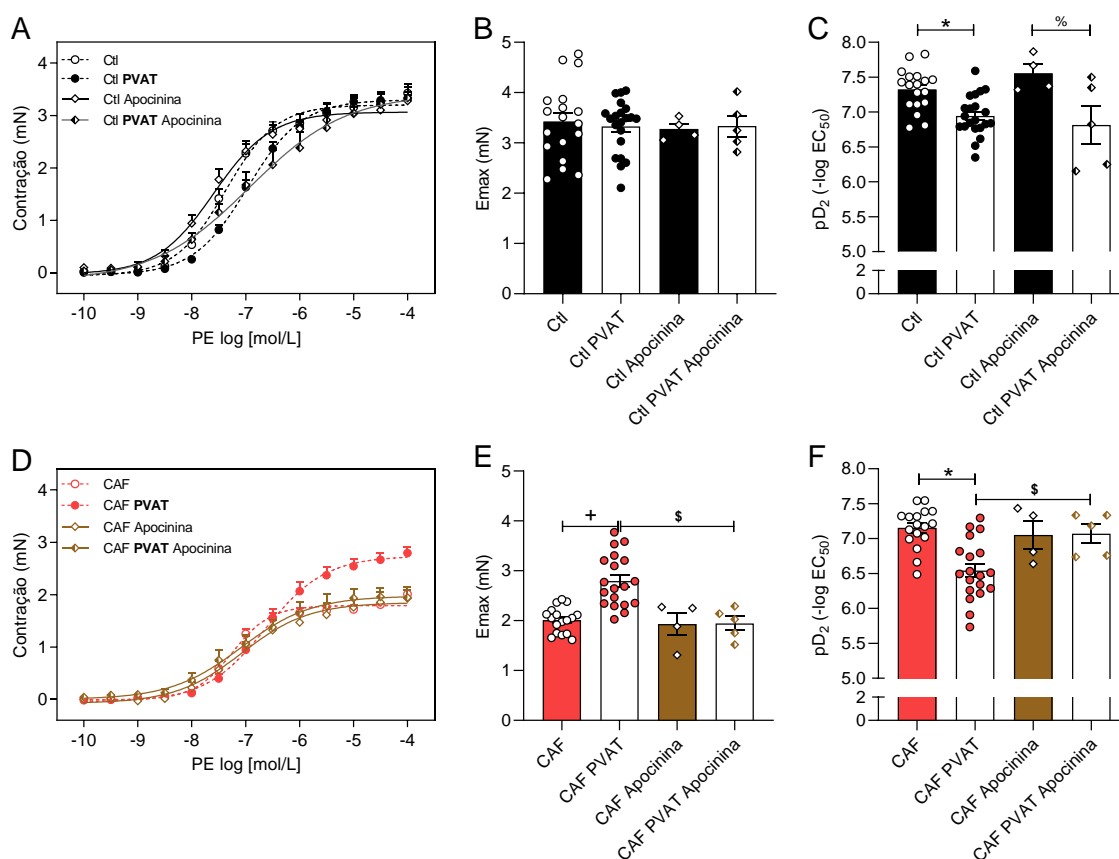 A
Ctl
Ctl PVAT
Ctl Apocinina
Ctl PVAT Apocinina
Contração (mN)
4
3
2
1
0
-10 -9 -8 -7 -6 -5 -4
PE log [mol/L]
B
Emax (mN)
5
4
3
2
1
0
Ctl
Ctl PVAT
Ctl Apocinina
Ctl PVAT Apocinina
C
pD2 (-log EC50)
8.0
7.5
7.0
6.5
6.0
5.5
5.0
2
0
*
%
Ctl
Ctl PVAT
Ctl Apocinina
Ctl PVAT Apocinina
D
CAF
CAF PVAT
CAF Apocinina
CAF PVAT Apocinina
Contração (mN)
4
3
2
1
0
-10 -9 -8 -7 -6 -5 -4
PE log [mol/L]
E
Emax (mN)
5
4
3
2
1
0
+
$
CAF
CAF PVAT
CAF Apocinina
CAF PVAT Apocinina
F
pD2 (-log EC50)
8.0
7.5
7.0
6.5
6.0
5.5
5.0
2
0
*
$
CAF
CAF PVAT
CAF Apocinina
CAF PVAT Apocinina